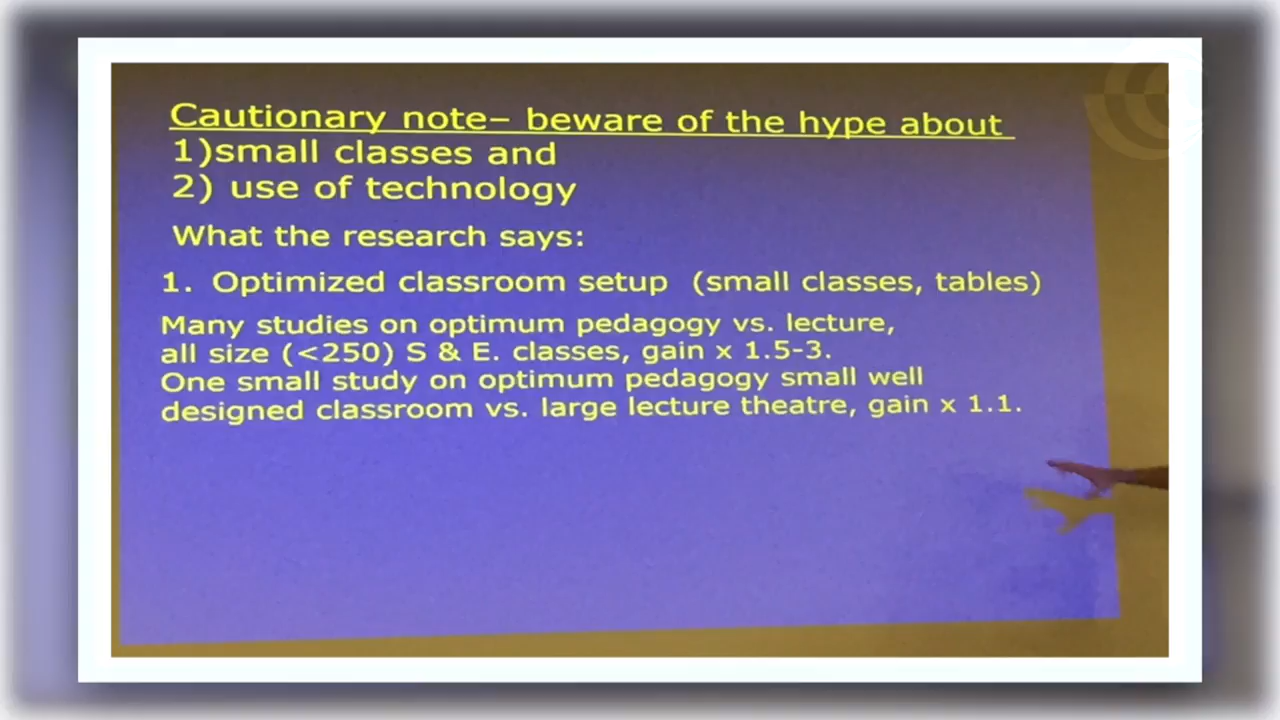 Cautionary note– beware of the hype about
1)small classes and
2) use of technology
What the research says:
1. Optimized classroom setup (small classes, tables)
Many studies on optimum pedagogy vs. lecture,
all size (<250) S & E. classes, gain x 1.5-3.
One small study on optimum pedagogy small well
designed classroom vs. large lecture theatre, gain x 1.1.